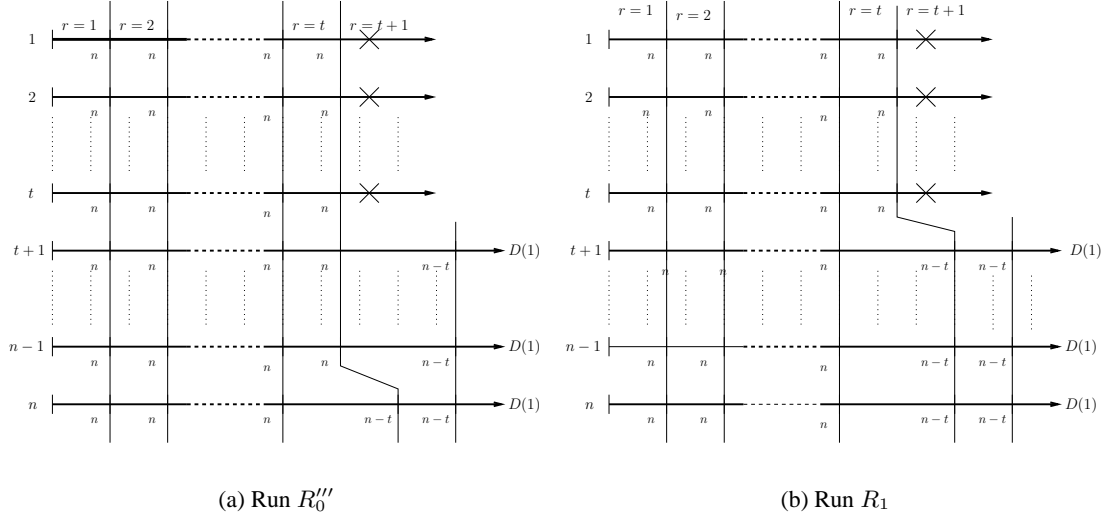 r = 1 r = 2 r = t r = t + 1
1
n n n n
2
n n n n
t
n n n n
t + 1 D(1)
n n n n n − t
n − 1 D(1)
n n n n n − t
n D(1)
n n n − t n − t
(a) Run R‴₀
r = 1 r = 2 r = t r = t + 1
1
n n n n
2
n n n n
t
n n n n
t + 1 D(1)
n n n n − t n − t
n − 1 D(1)
n n n n − t n − t
n D(1)
n n n n − t n − t
(b) Run R₁